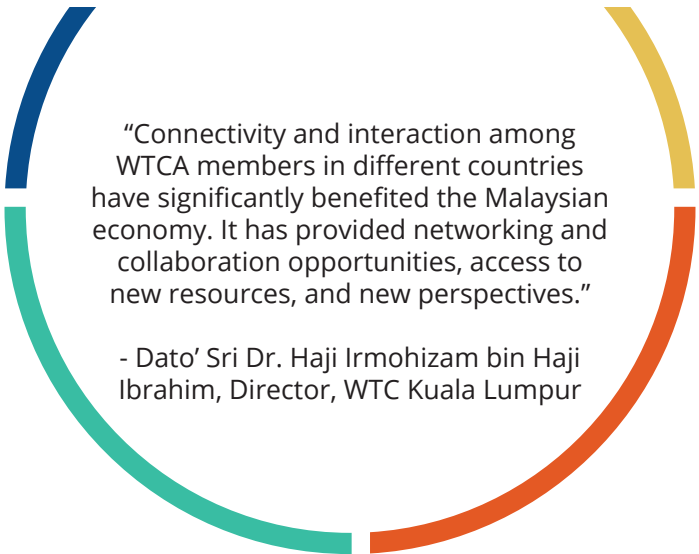 “Connectivity and interaction among
WTCA members in different countries
have significantly benefited the Malaysian
economy. It has provided networking and
collaboration opportunities, access to
new resources, and new perspectives.”
- Dato’ Sri Dr. Haji Irmohizam bin Haji
Ibrahim, Director, WTC Kuala Lumpur